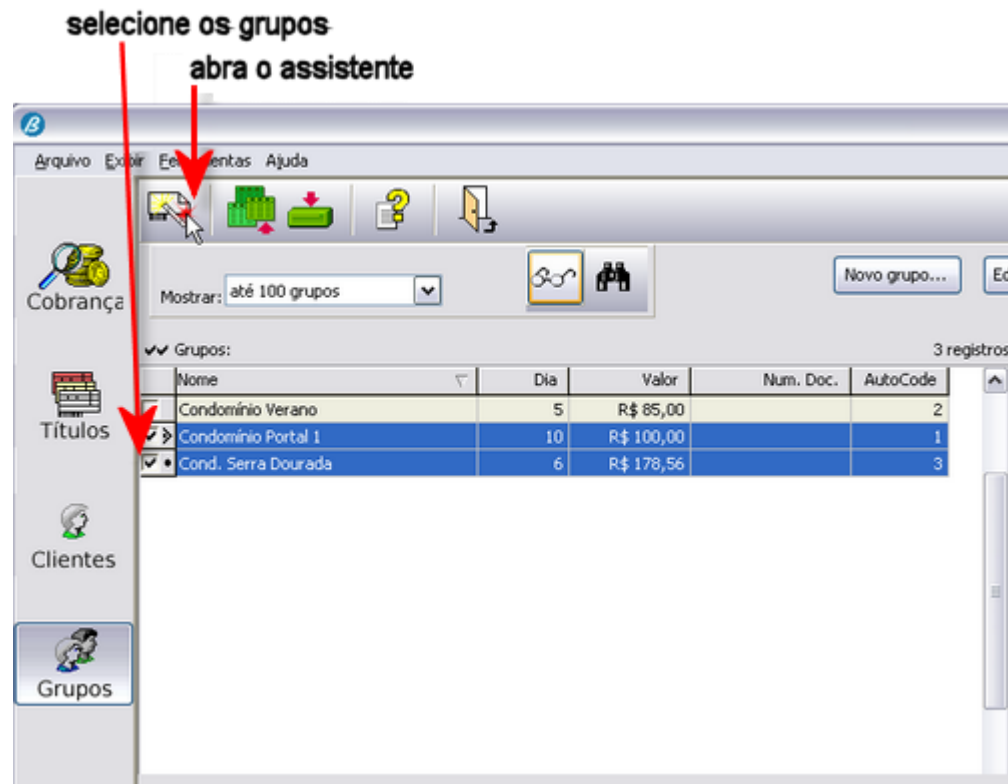 selecione os grupos
abra o assistente
Arquivo Ajuda
Cobrança
Mostrar: até 100 grupos Novo grupo...
Grupos: 3 registros
Nome Dia Valor Num. Doc. AutoCode
Condomínio Verano 5 R$ 85,00 2
Títulos
Condomínio Portal 1 10 R$ 100,00 1
Cond. Serra Dourada 6 R$ 178,56 3
Clientes
Grupos